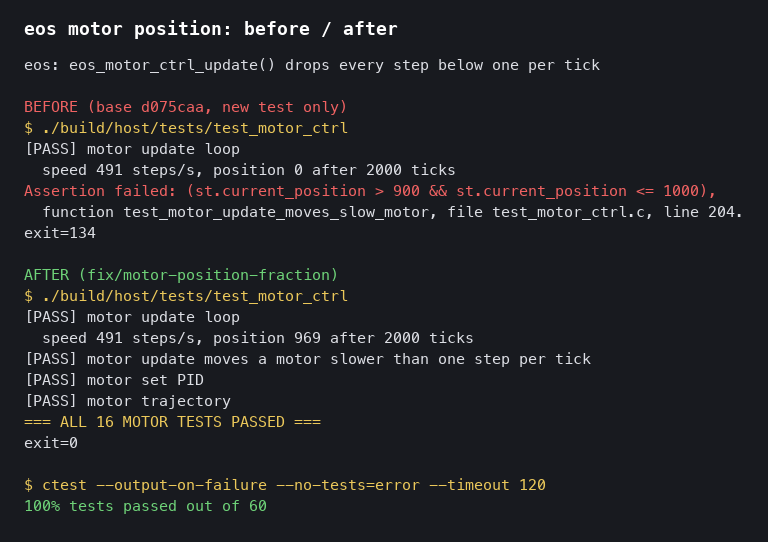 eos motor position: before / after
eos: eos_motor_ctrl_update() drops every step below one per tick
BEFORE (base d075caa, new test only)
$ ./build/host/tests/test_motor_ctrl
[PASS] motor update loop
speed 491 steps/s, position 0 after 2000 ticks
Assertion failed: (st.current_position > 900 && st.current_position <= 1000),
function test_motor_update_moves_slow_motor, file test_motor_ctrl.c, line 204.
exit=134
AFTER (fix/motor-position-fraction)
$ ./build/host/tests/test_motor_ctrl
[PASS] motor update loop
speed 491 steps/s, position 969 after 2000 ticks
[PASS] motor update moves a motor slower than one step per tick
[PASS] motor set PID
[PASS] motor trajectory
=== ALL 16 MOTOR TESTS PASSED ===
exit=0
$ ctest --output-on-failure --no-tests=error --timeout 120
100% tests passed out of 60